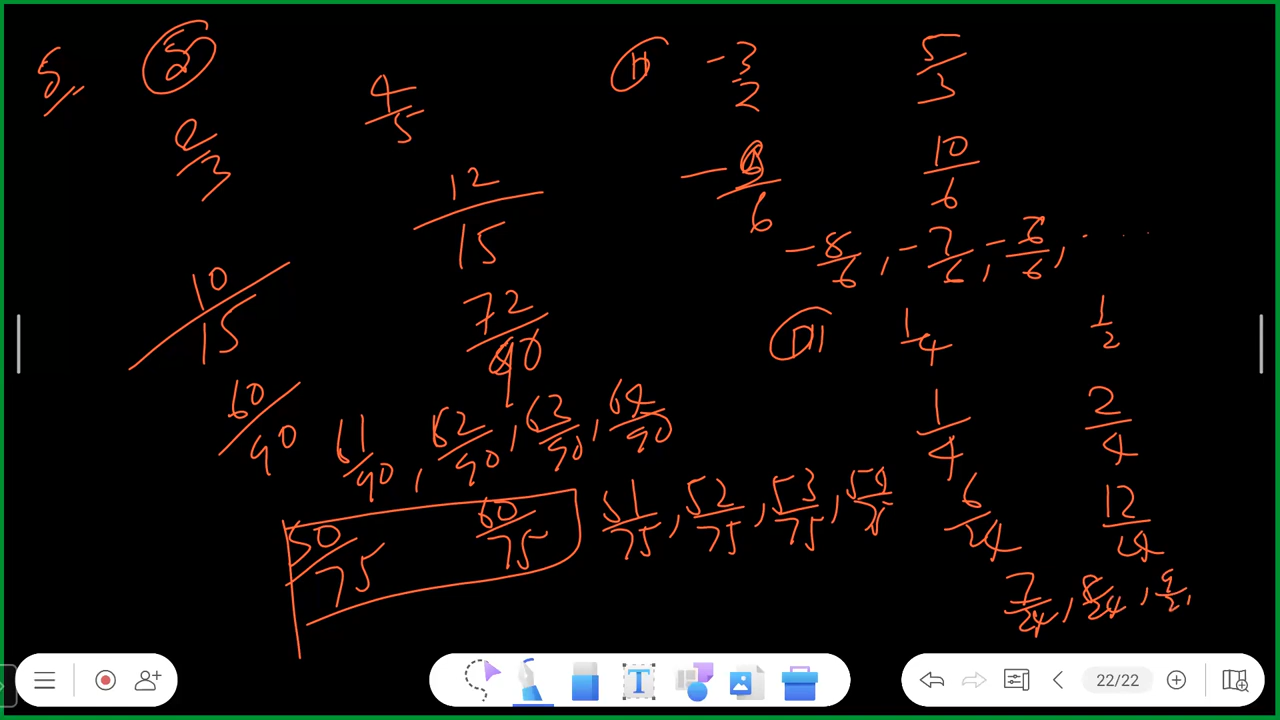 5
2/3 4/5
10/15 12/15
60/90 72/90
61/90, 62/90, 63/90, 64/90
50/75 60/75 51/75, 52/75, 53/75, 54/75
(ii) -3/2 5/3
10/6
-8/6, -7/6, -6/6, .....
(iii) 1/4 1/2
1/4 2/4
6/24 12/24
7/24, 8/24,
T
22/22